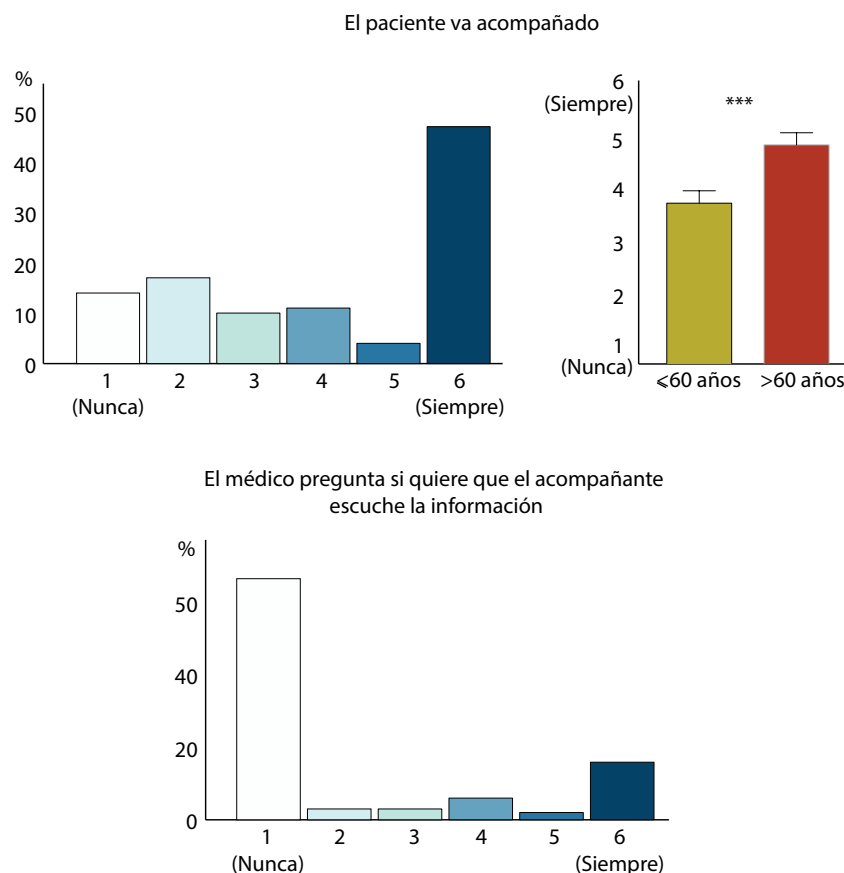 El paciente va acompañado
%
50
40
30
20
10
0
1
(Nunca)
2
3
4
5
6
(Siempre)
6
(Siempre)
5
4
3
2
1
(Nunca)
***
⩽60 años
>60 años
El médico pregunta si quiere que el acompañante
escuche la información
%
50
40
20
0
1
(Nunca)
2
3
4
5
6
(Siempre)